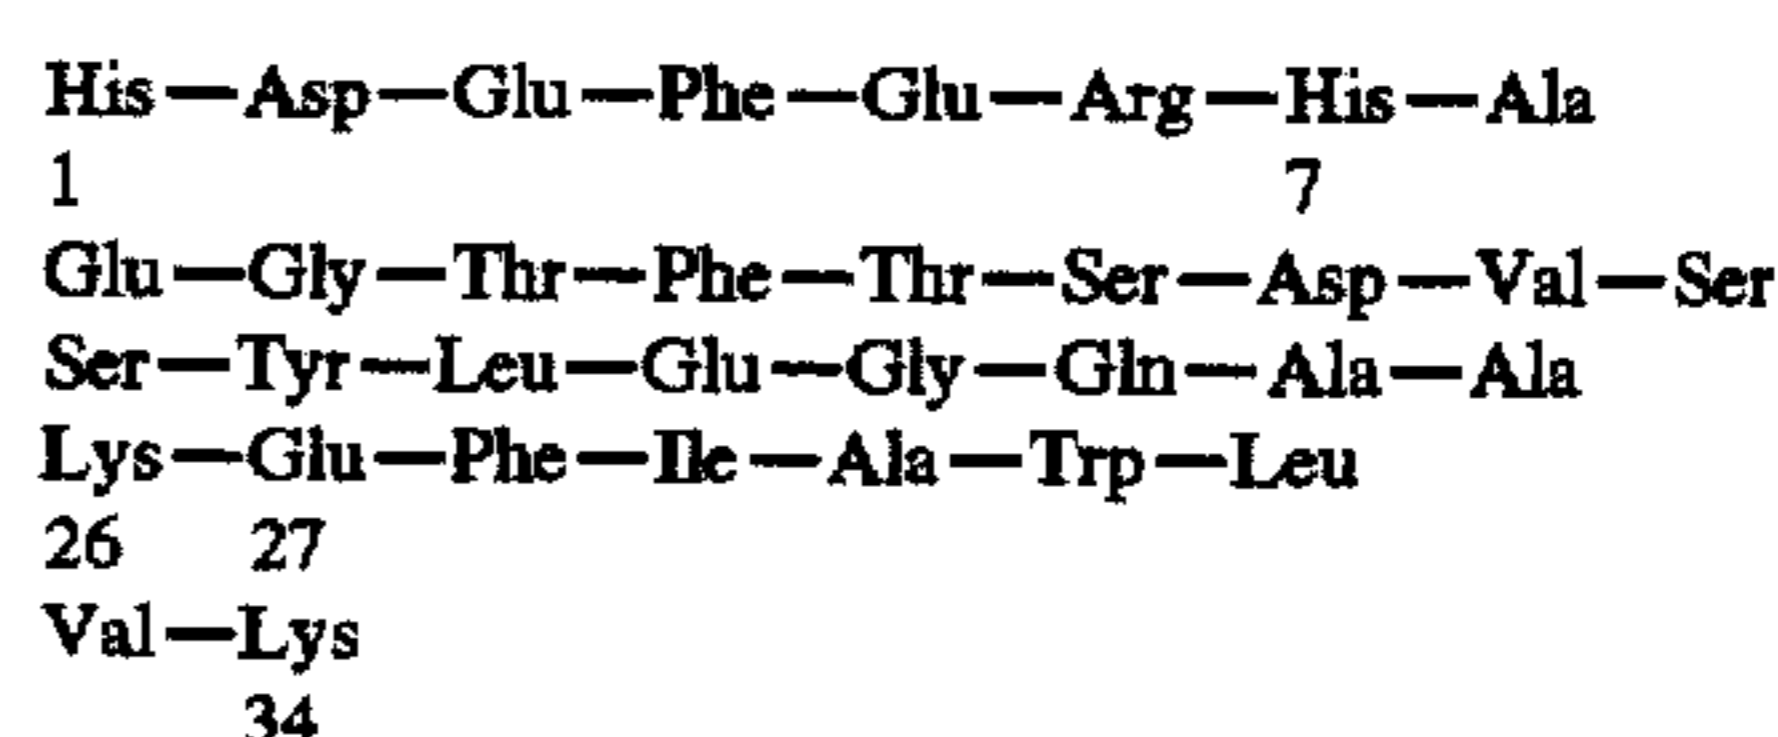 His—Asp—Glu—Phe—Glu—Arg—His—Ala
1 7
Glu—Gly—Thr—Phe—Thr—Ser—Asp—Val—Ser
Ser—Tyr—Leu—Glu—Gly—Gln—Ala—Ala
Lys—Glu—Phe—Ile—Ala—Trp—Leu
26 27
Val—Lys
34